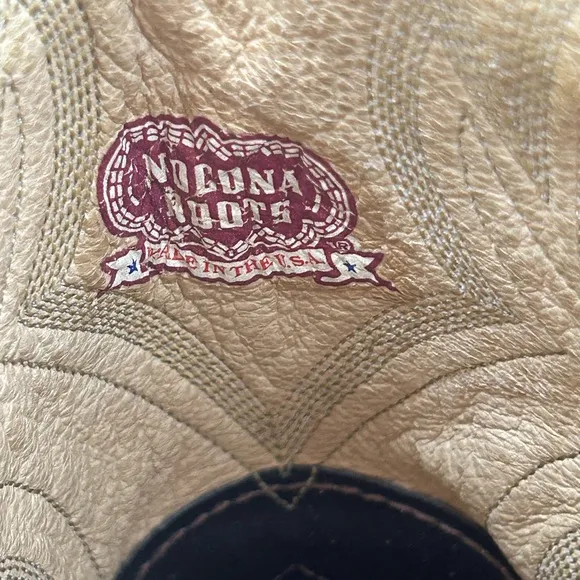 NOCONA
BOOTS
®
MADE IN THE U.S.A.